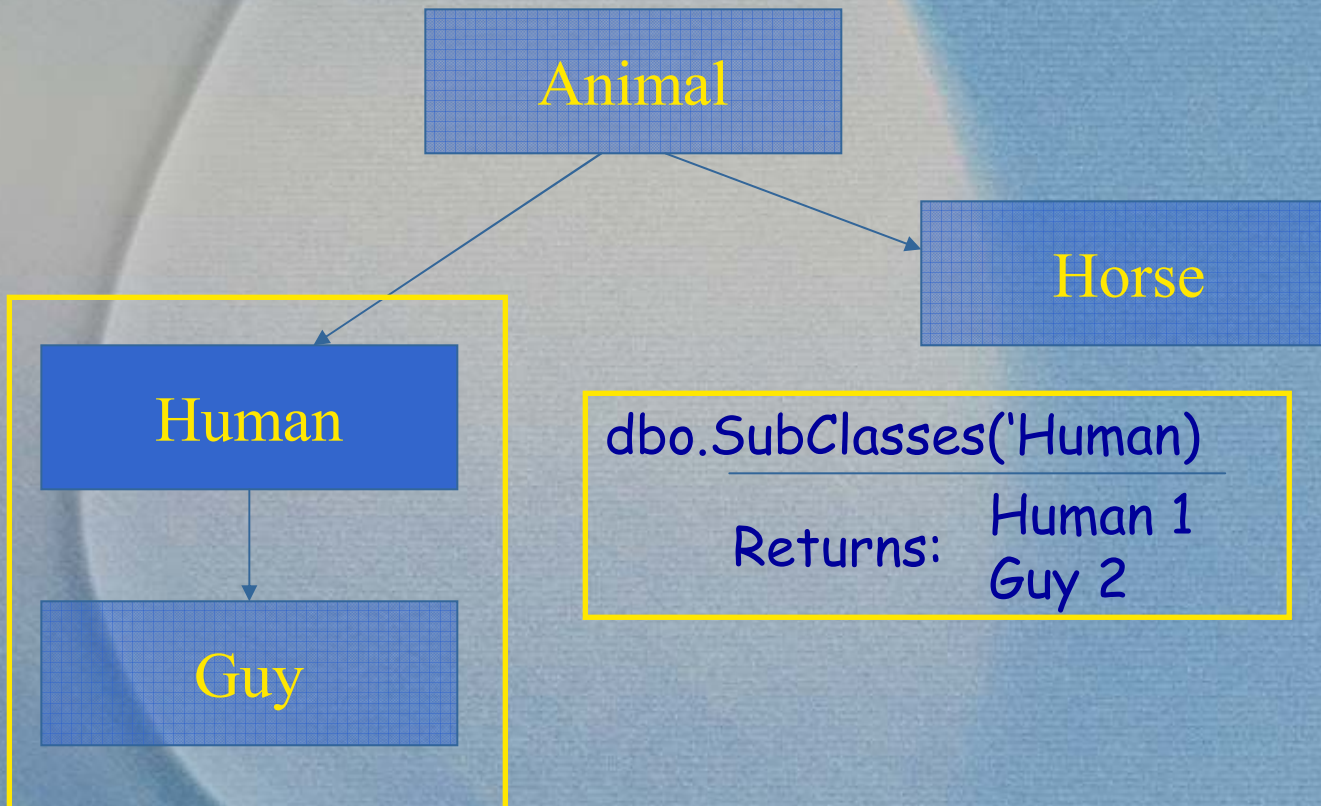 Animal
Horse
Human
dbo.SubClasses(‘Human)
Returns:
Human 1
Guy 2
Guy